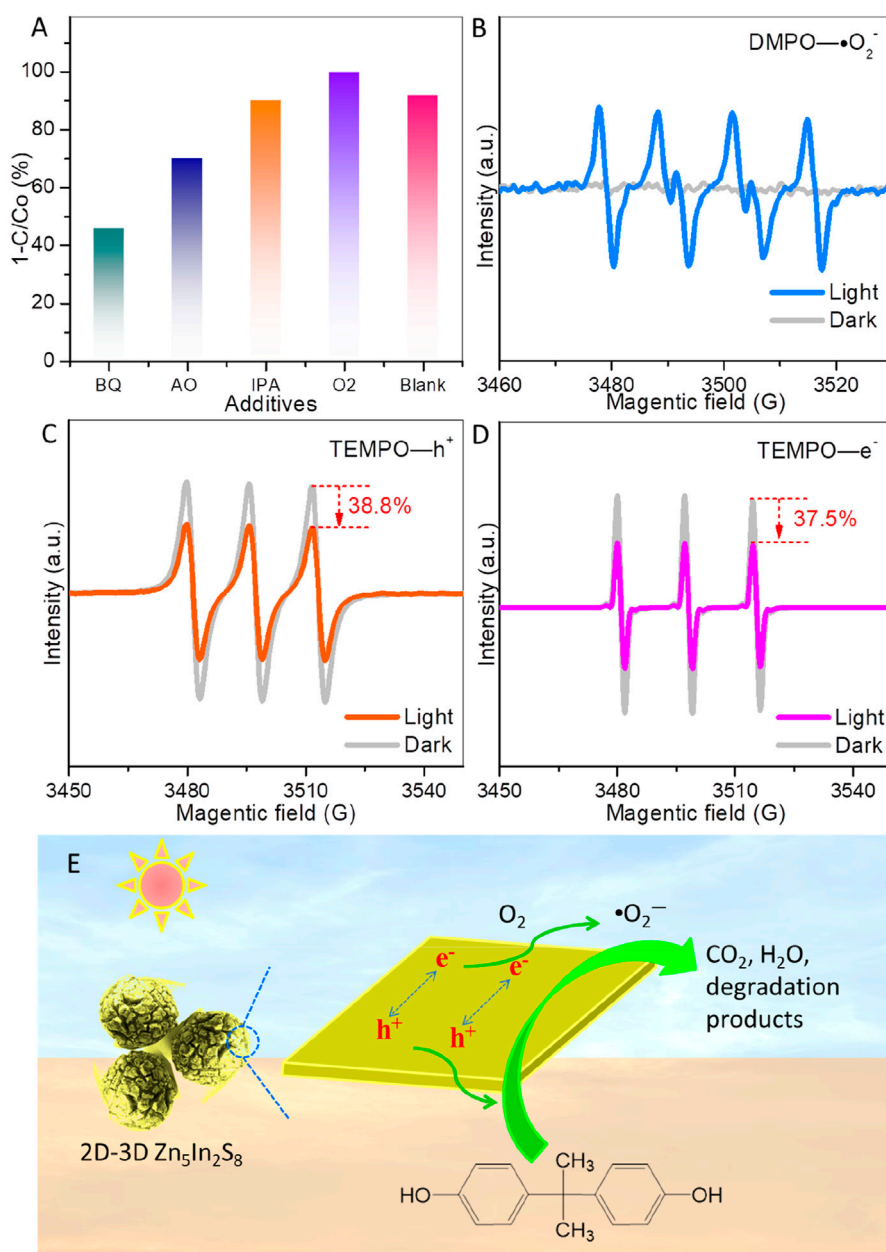 A
1-C/Co (%)
100
80
60
40
20
0
BQ AO IPA O2 Blank
Additives
B
DMPO—•O₂⁻
Intensity (a.u.)
Light
Dark
3460 3480 3500 3520
Magentic field (G)
C
TEMPO—h⁺
38.8%
Intensity (a.u.)
Light
Dark
3450 3480 3510 3540
Magentic field (G)
D
TEMPO—e⁻
37.5%
Intensity (a.u.)
Light
Dark
3450 3480 3510 3540
Magentic field (G)
E
O₂ •O₂⁻
e⁻ e⁻
h⁺ h⁺
CO₂, H₂O,
degradation
products
2D-3D Zn₅In₂S₈
CH₃
HO OH
CH₃